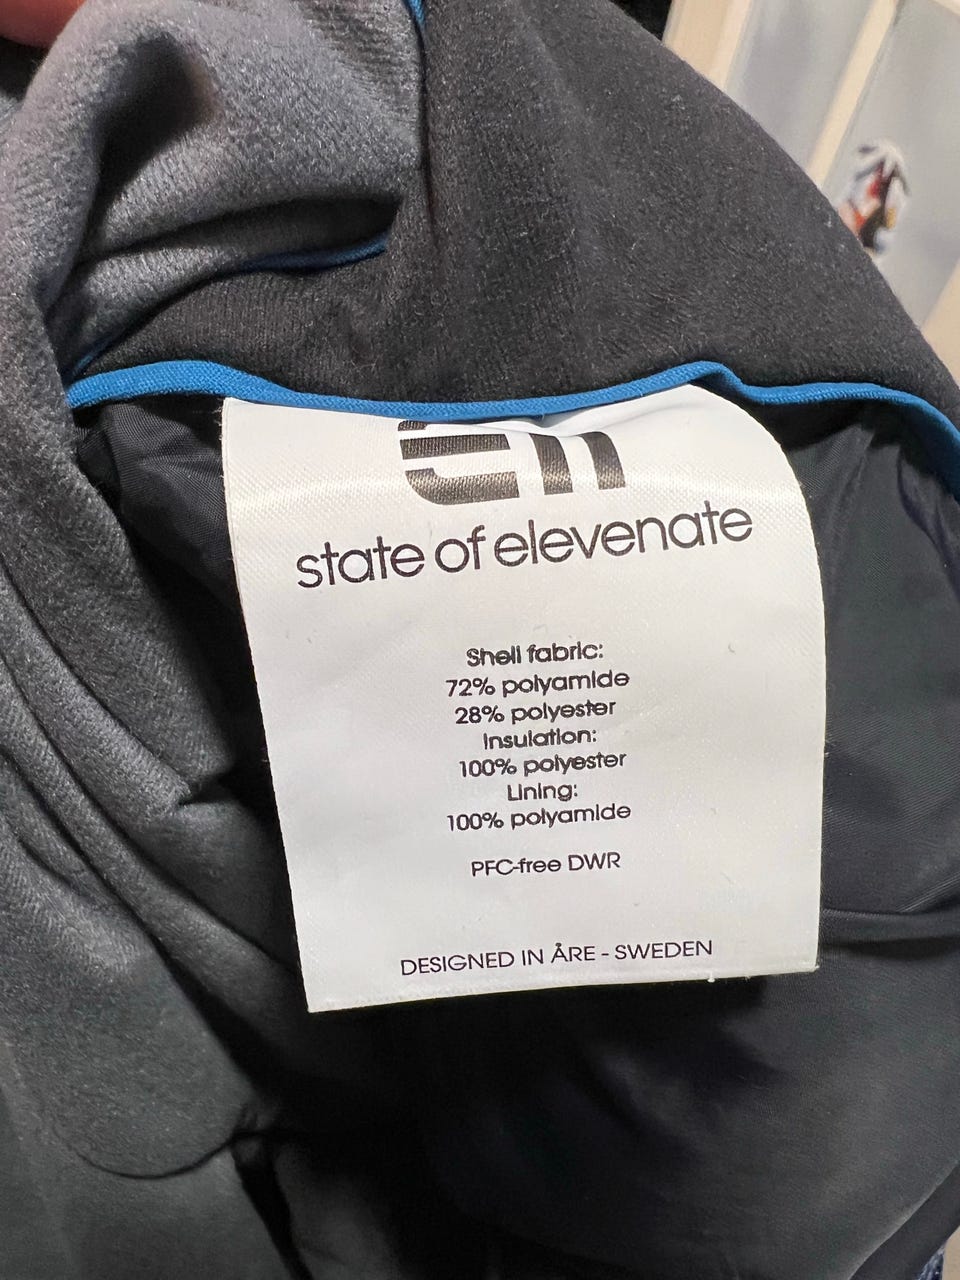 state of elevenate
Shell fabric:
72% polyamide
28% polyester
Insulation:
100% polyester
Lining:
100% polyamide
PFC-free DWR
DESIGNED IN ÅRE - SWEDEN